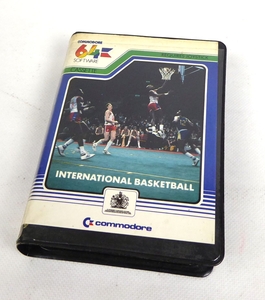 COMMODORE
64
SOFTWARE
INTERNATIONAL BASKETBALL
commodore